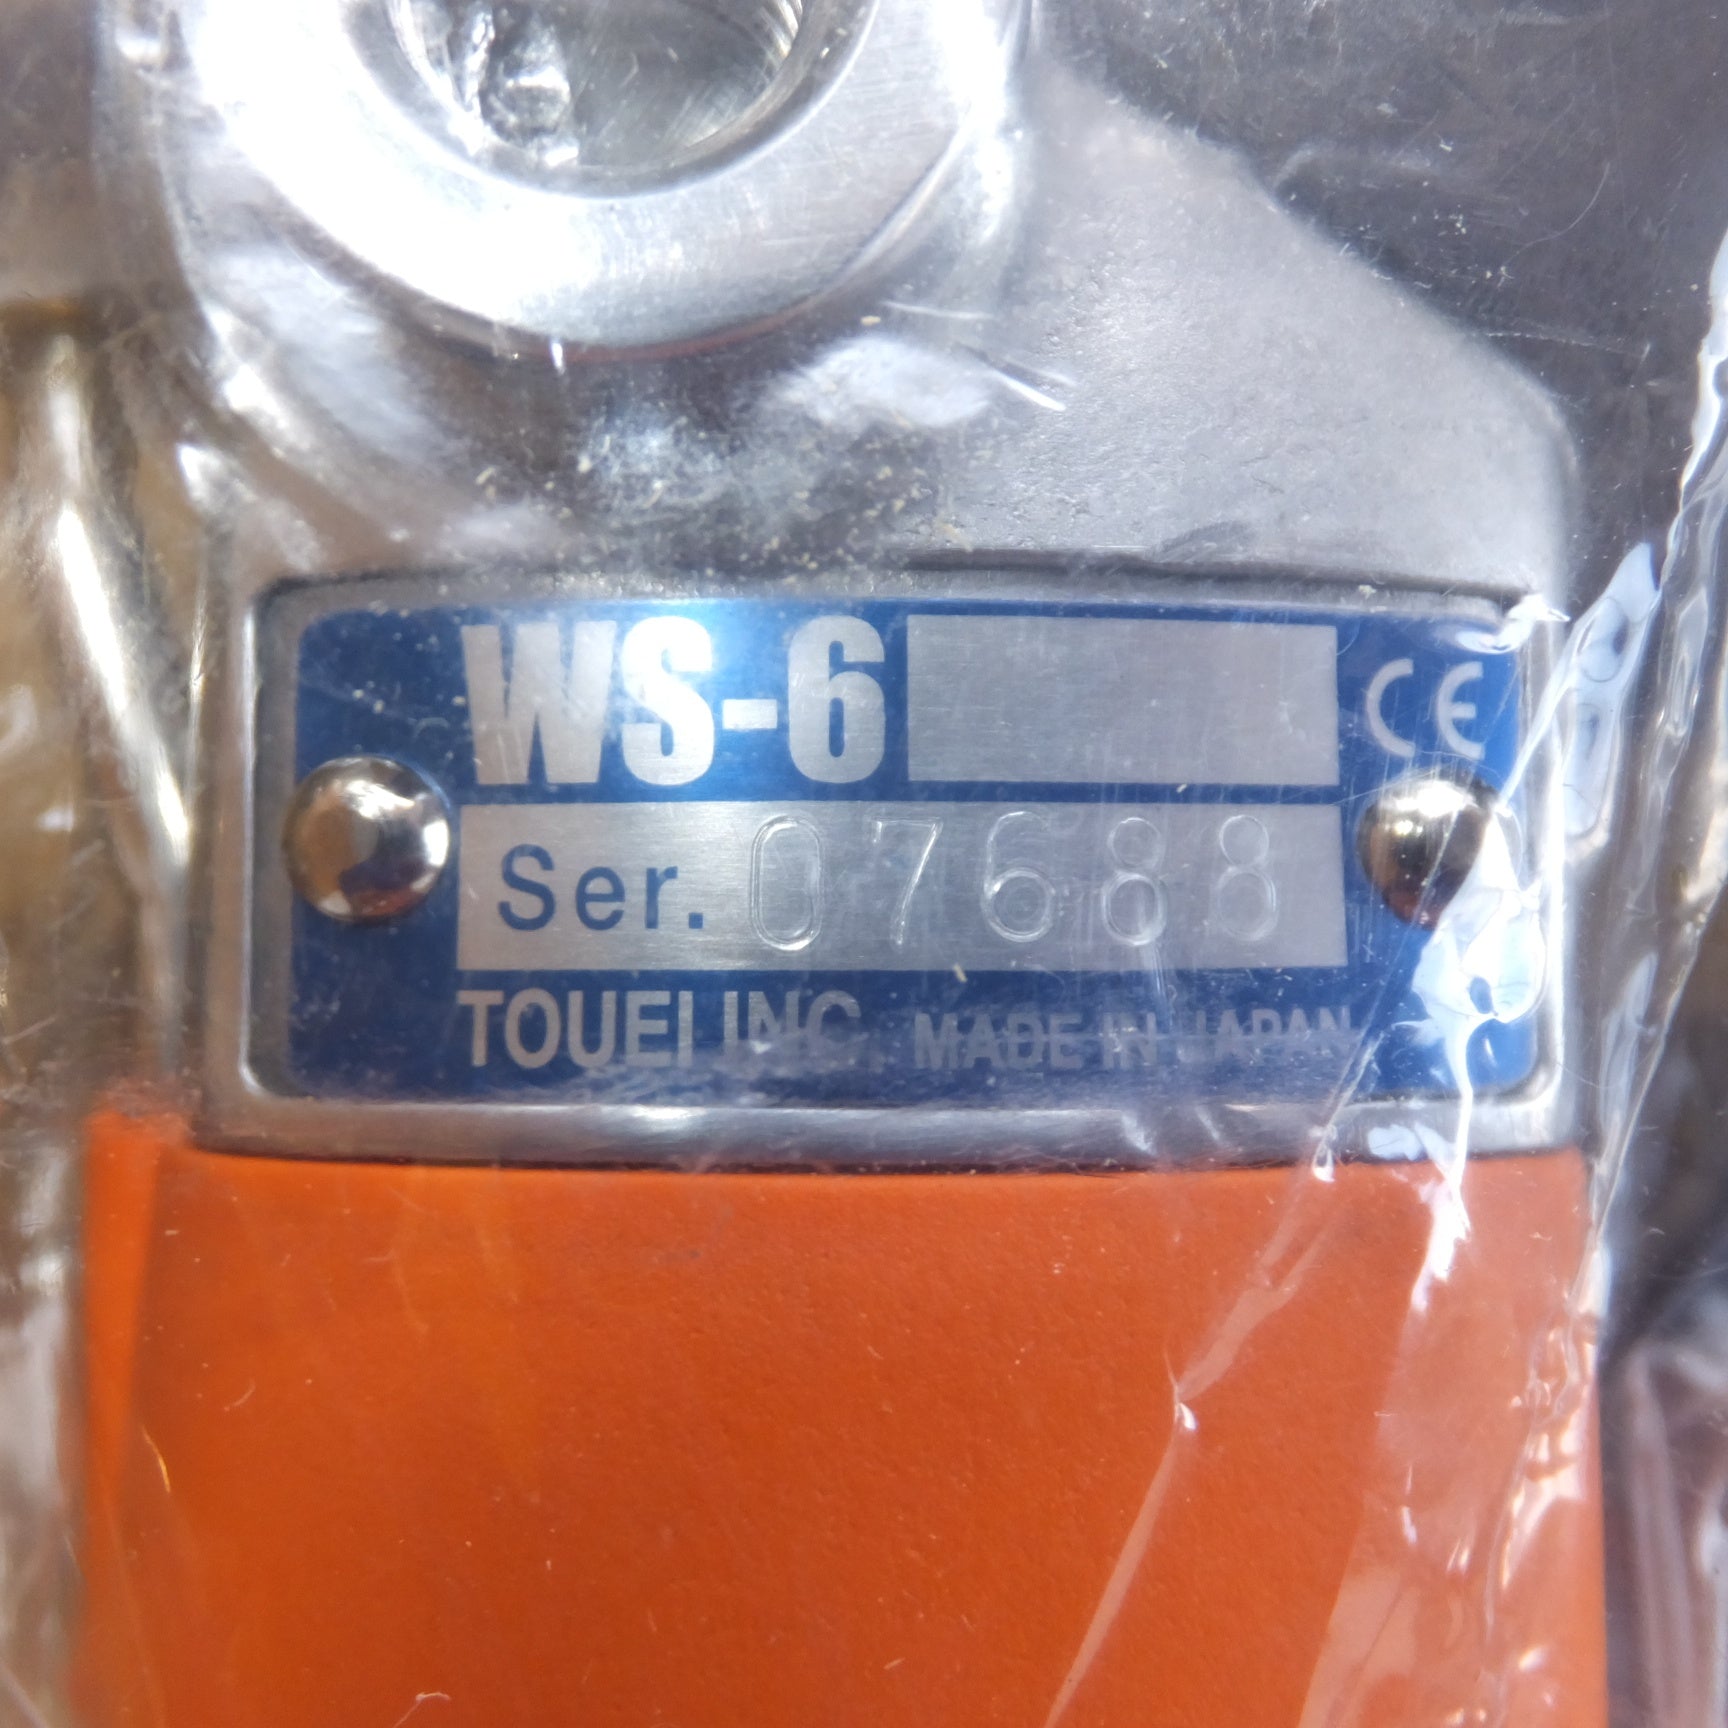 WS-6 CE
Ser. 07688
TOUEI INC. MADE IN JAPAN